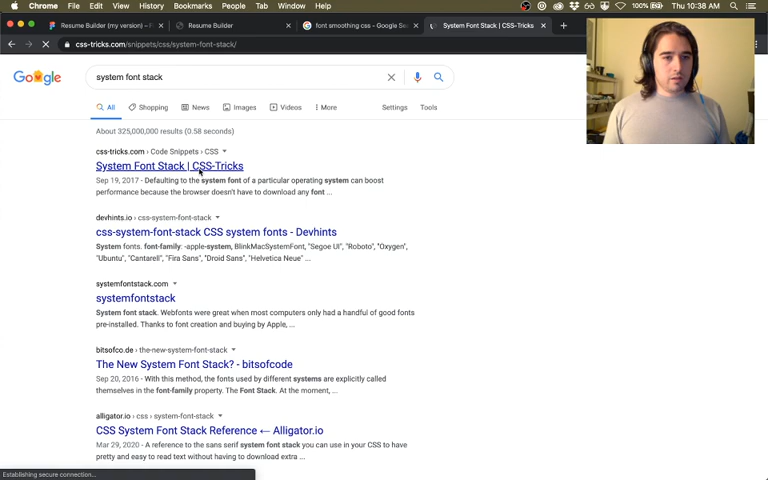 Chrome File Edit View History Bookmarks People Tab Window Help
100%
Thu 10:38 AM
Resume Builder (my version) – F
Resume Builder
font smoothing css - Google Se
System Font Stack | CSS-Tricks
css-tricks.com/snippets/css/system-font-stack/
Google
system font stack
All Shopping News Images Videos More Settings Tools
About 325,000,000 results (0.58 seconds)
css-tricks.com › Code Snippets › CSS
System Font Stack | CSS-Tricks
Sep 19, 2017 - Defaulting to the system font of a particular operating system can boost
performance because the browser doesn't have to download any font ...
devhints.io › css-system-font-stack
css-system-font-stack CSS system fonts - Devhints
System fonts. font-family: -apple-system, BlinkMacSystemFont, "Segoe UI", "Roboto", "Oxygen",
"Ubuntu", "Cantarell", "Fira Sans", "Droid Sans", "Helvetica Neue" ...
systemfontstack.com
systemfontstack
System font stack. Webfonts were great when most computers only had a handful of good fonts
pre-installed. Thanks to font creation and buying by Apple, ...
bitsofco.de › the-new-system-font-stack
The New System Font Stack? - bitsofcode
Sep 20, 2016 - With this method, the fonts used by different systems are explicitly called
themselves in the font-family property. The Font Stack. At the moment, ...
alligator.io › css › system-font-stack
CSS System Font Stack Reference ← Alligator.io
Mar 29, 2020 - A reference to the sans serif system font stack you can use in your CSS to have
pretty and easy to read text without having to download extra ...
Establishing secure connection...